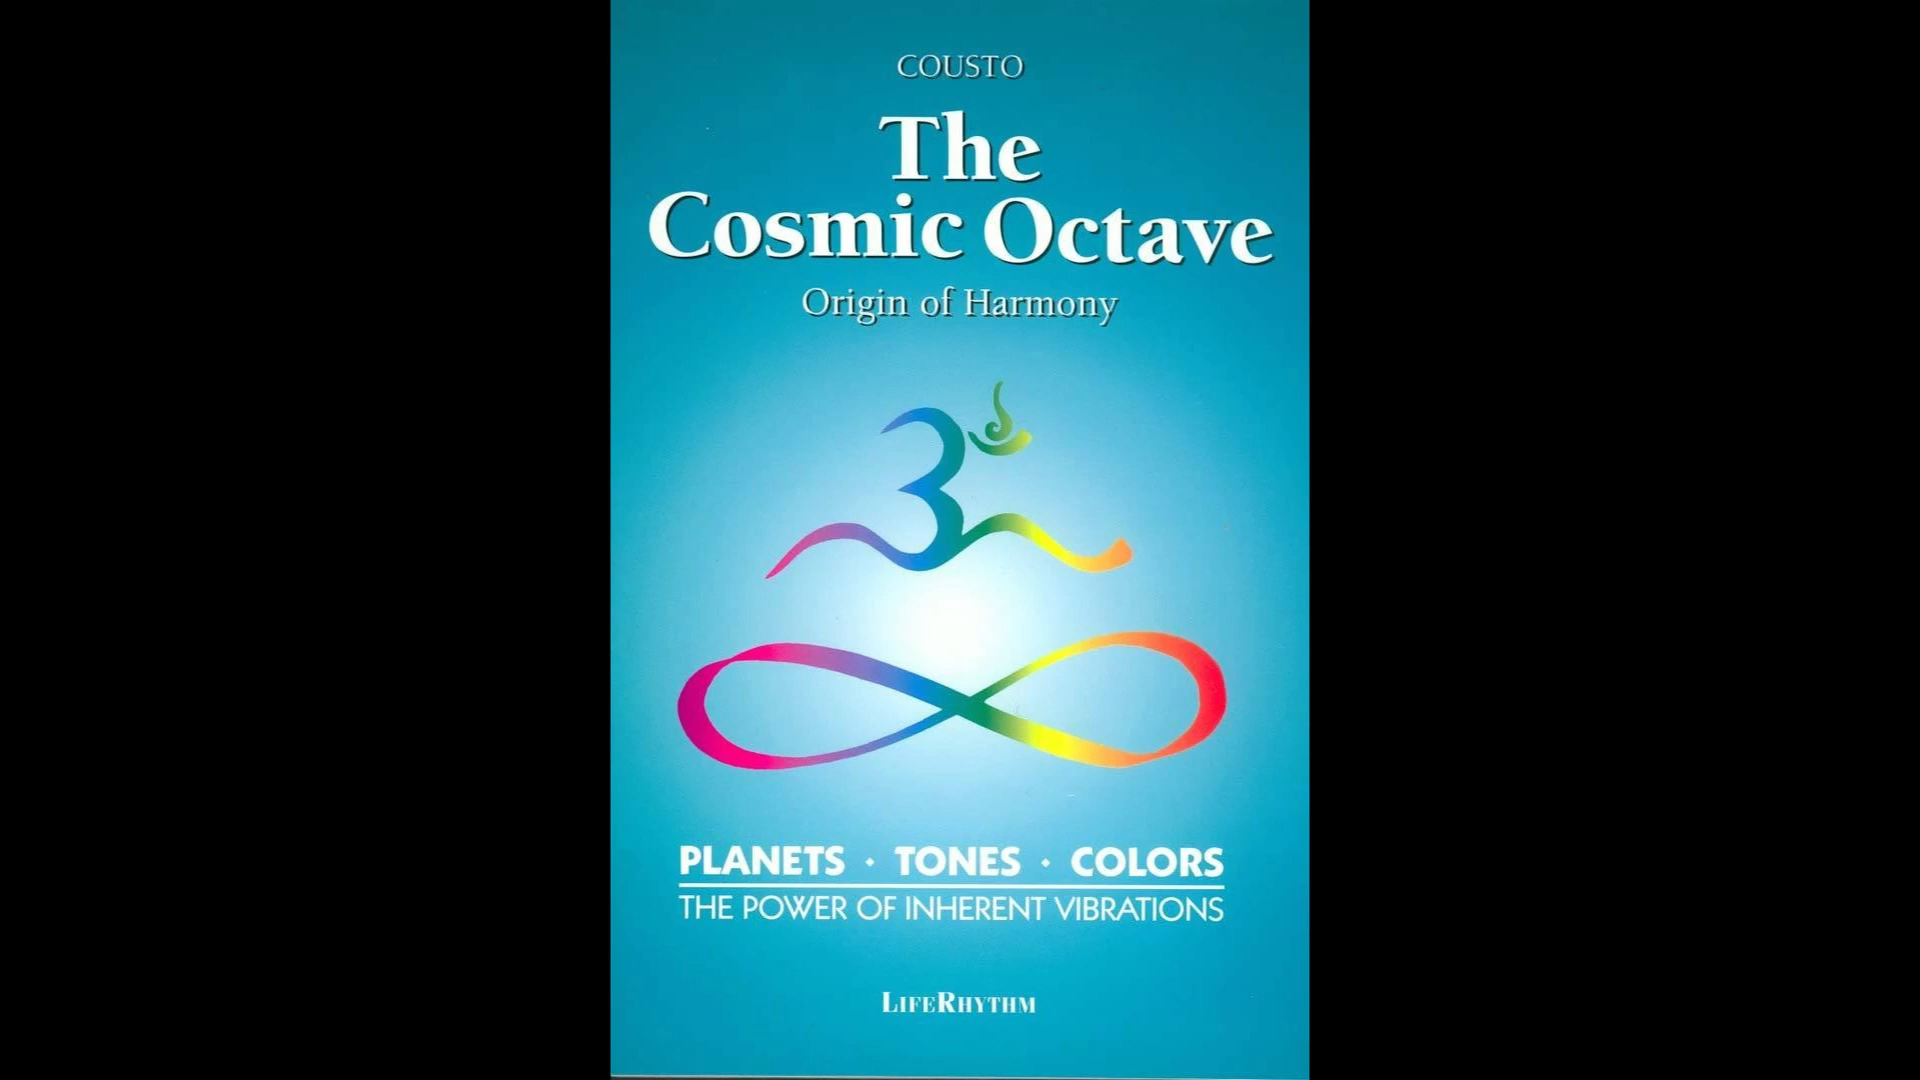 COUSTO
The
Cosmic Octave
Origin of Harmony
PLANETS · TONES · COLORS
THE POWER OF INHERENT VIBRATIONS
LIFERHYTHM